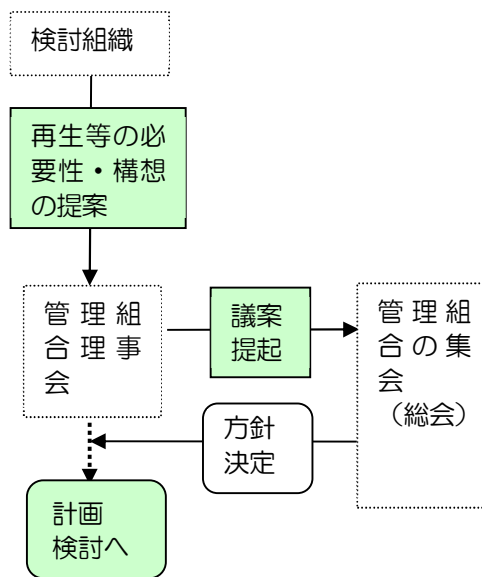 検討組織
再生等の必
要性・構想
の提案
管理組
合理事
会
議案
提起
管理組
合の集
会
（総会）
方針
決定
計画
検討へ